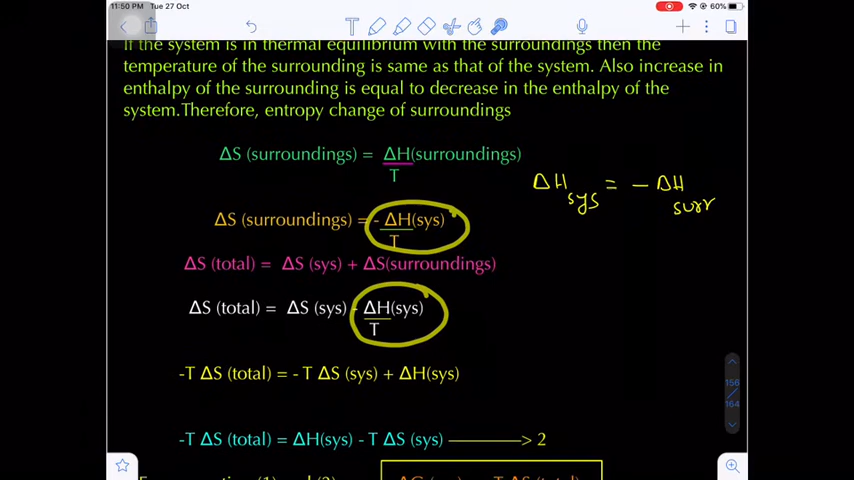 11:50 PM Tue 27 Oct
60%
If the system is in thermal equilibrium with the surroundings then the
temperature of the surrounding is same as that of the system. Also increase in
enthalpy of the surrounding is equal to decrease in the enthalpy of the
system.Therefore, entropy change of surroundings
ΔS (surroundings) = ΔH(surroundings)
T
ΔH sys = - ΔH surr
ΔS (surroundings) = - ΔH(sys)
T
ΔS (total) = ΔS (sys) + ΔS(surroundings)
ΔS (total) = ΔS (sys) - ΔH(sys)
T
-T ΔS (total) = - T ΔS (sys) + ΔH(sys)
156
/
164
-T ΔS (total) = ΔH(sys) - T ΔS (sys) ————> 2